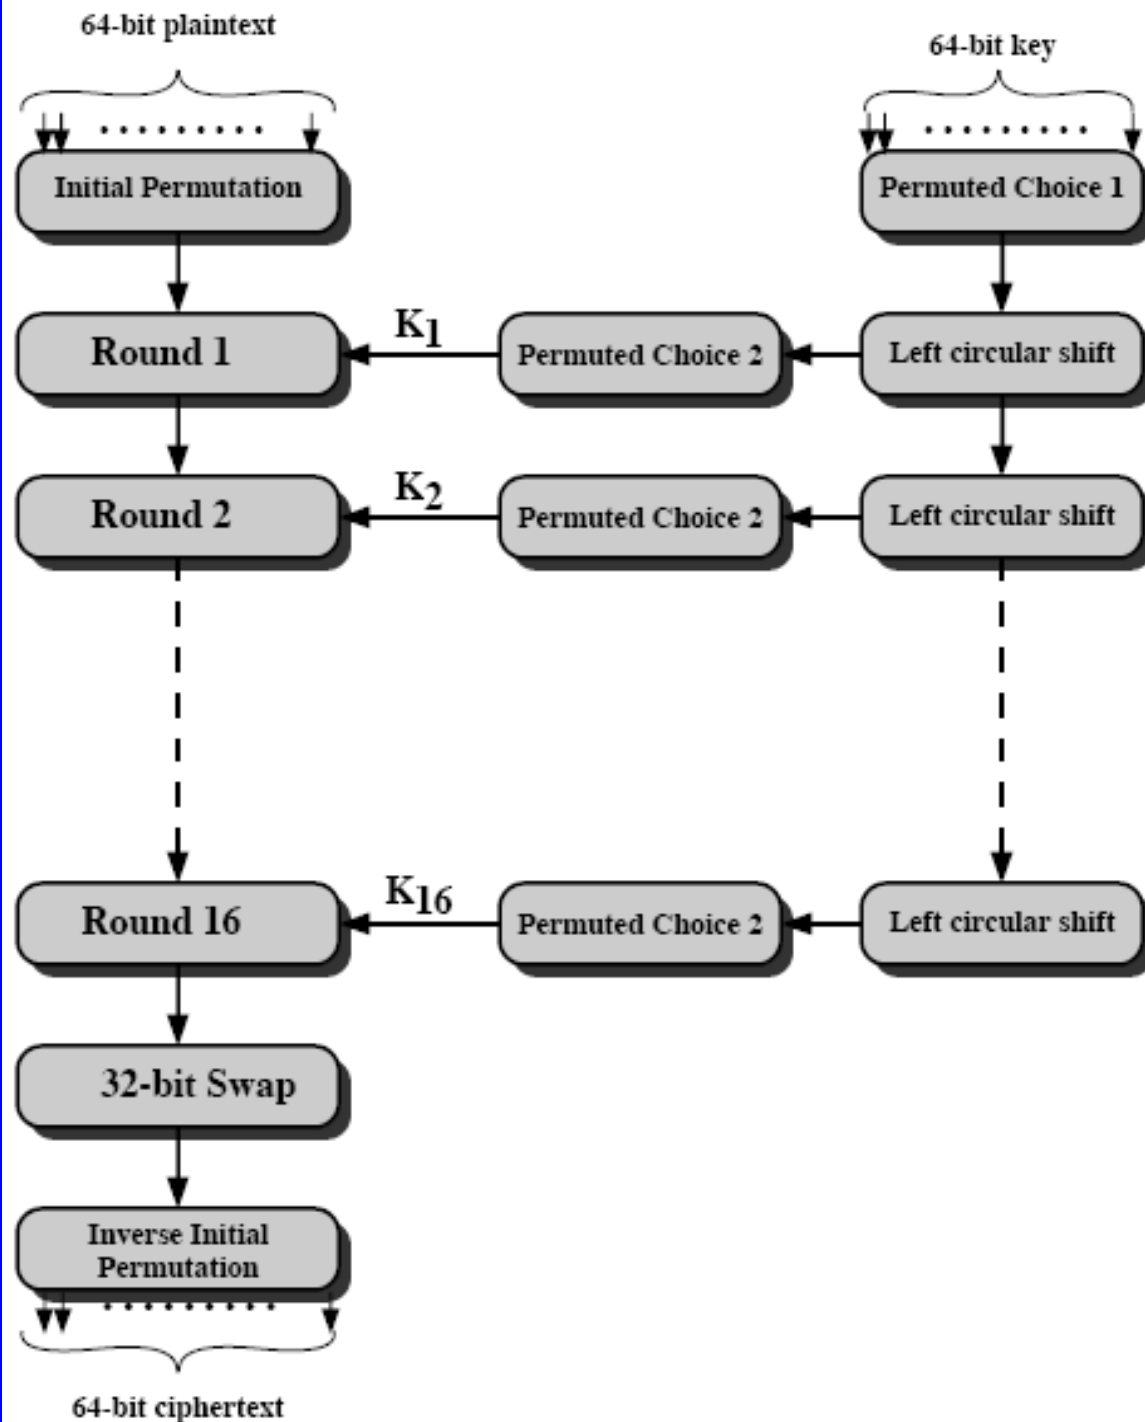 64-bit plaintext
64-bit key
Initial Permutation
Permuted Choice 1
Round 1
K1
Permuted Choice 2
Left circular shift
Round 2
K2
Permuted Choice 2
Left circular shift
Round 16
K16
Permuted Choice 2
Left circular shift
32-bit Swap
Inverse Initial
Permutation
64-bit ciphertext